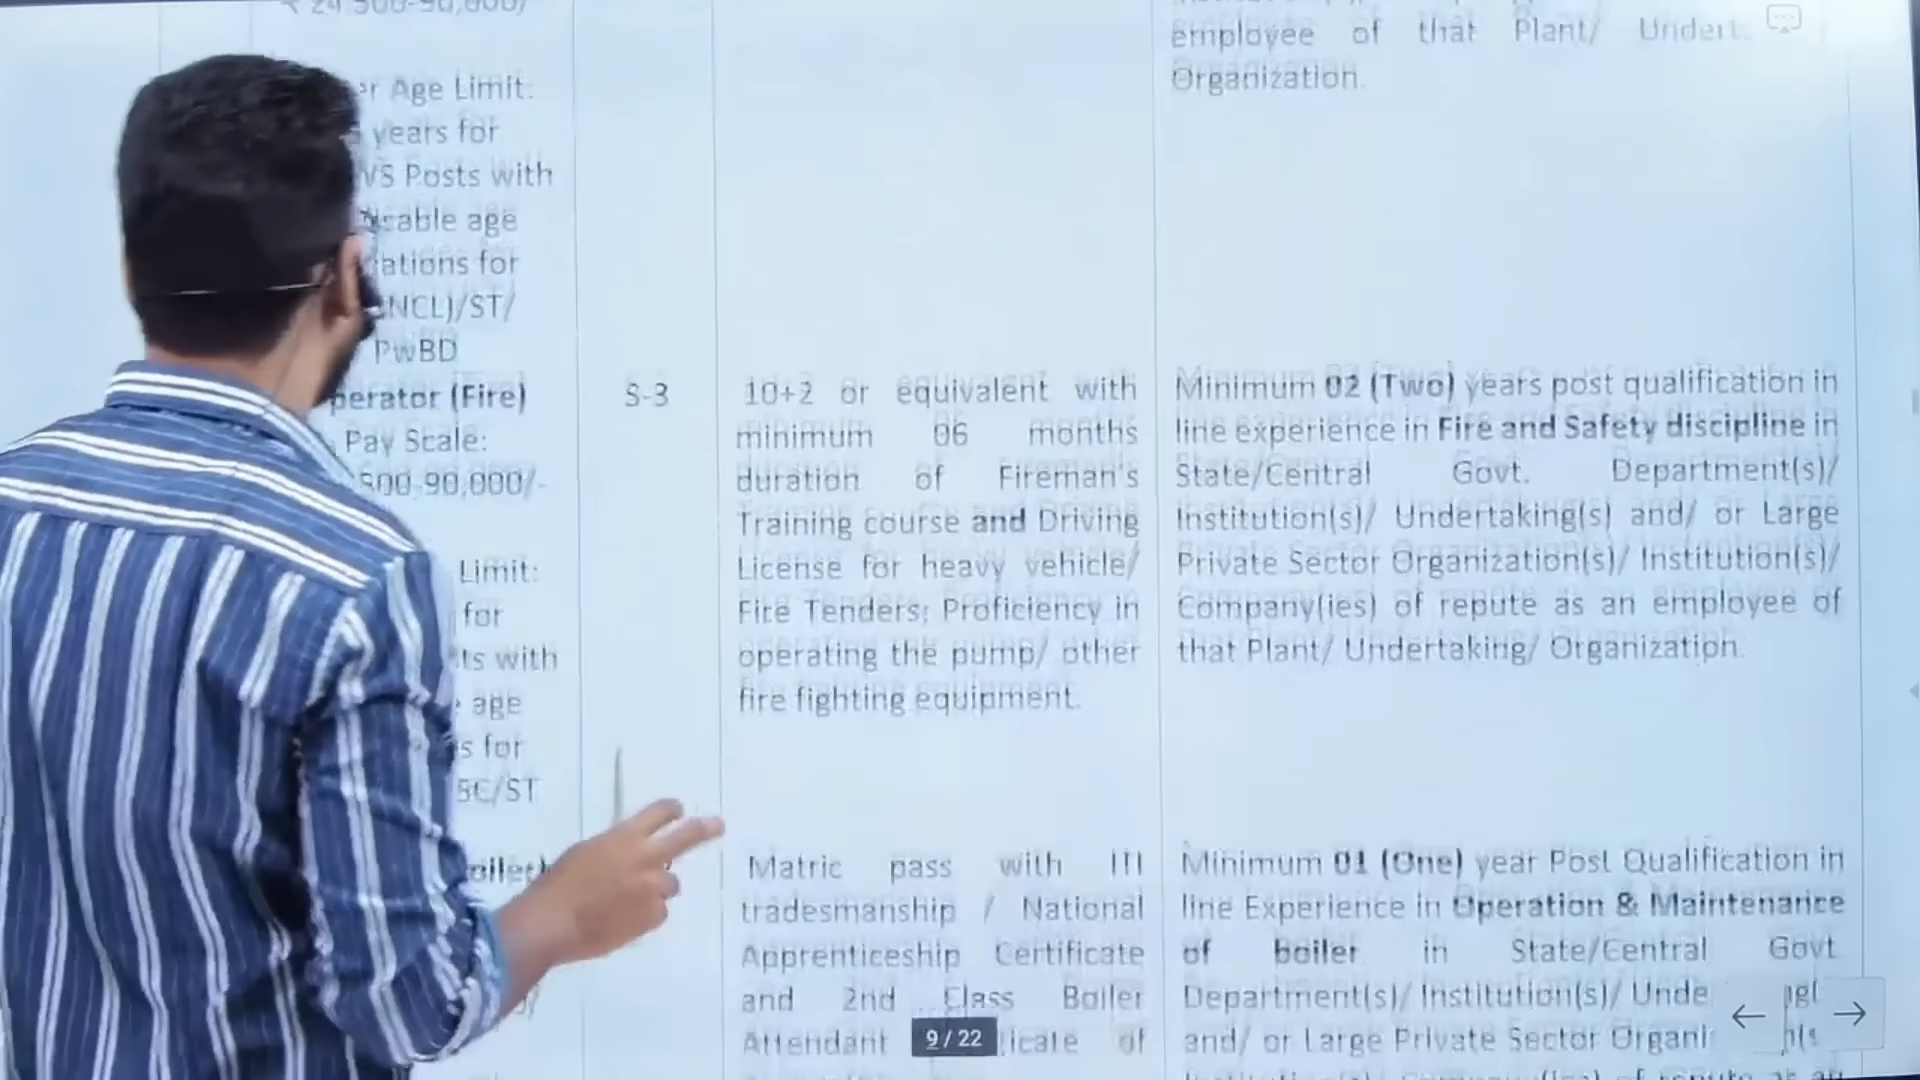 24,500-90,000/
er Age Limit:
years for
WS Posts with
cable age
ations for
NCL)/ST/
PwBD
perator (Fire)
Pay Scale:
500-90,000/-
Limit:
for
ts with
age
s for
SC/ST
oiler)
S-3
10+2 or equivalent with
minimum 06 months
duration of Fireman's
Training course and Driving
License for heavy vehicle/
Fire Tenders; Proficiency in
operating the pump/ other
fire fighting equipment.
Matric pass with ITI
tradesmanship / National
Apprenticeship Certificate
and 2nd Class Boiler
Attendant icate of
employee of that Plant/ Undert
Organization.
Minimum 02 (Two) years post qualification in
line experience in Fire and Safety discipline in
State/Central Govt. Department(s)/
Institution(s)/ Undertaking(s) and/ or Large
Private Sector Organization(s)/ Institution(s)/
Company(ies) of repute as an employee of
that Plant/ Undertaking/ Organization.
Minimum 01 (One) year Post Qualification in
line Experience in Operation & Maintenance
of boiler in State/Central Govt
Department(s)/ Institution(s)/ Unde
and/ or Large Private Sector Organi
9 / 22